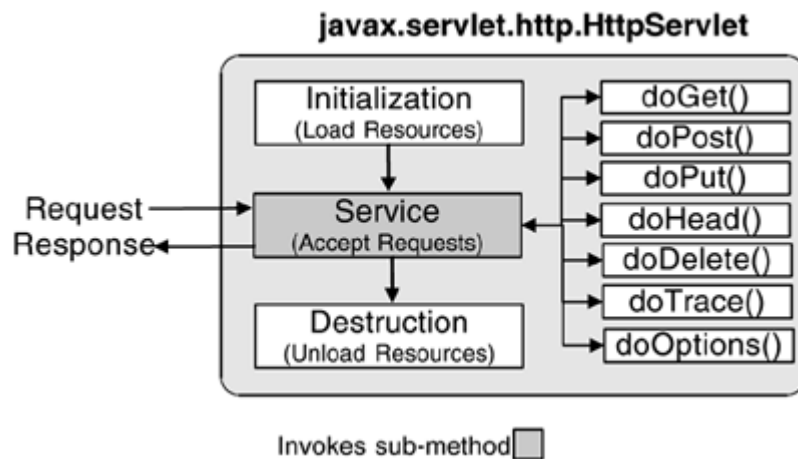 javax.servlet.http.HttpServlet
Initialization
(Load Resources)
Request
Response
Service
(Accept Requests)
Destruction
(Unload Resources)
doGet()
doPost()
doPut()
doHead()
doDelete()
doTrace()
doOptions()
Invokes sub-method